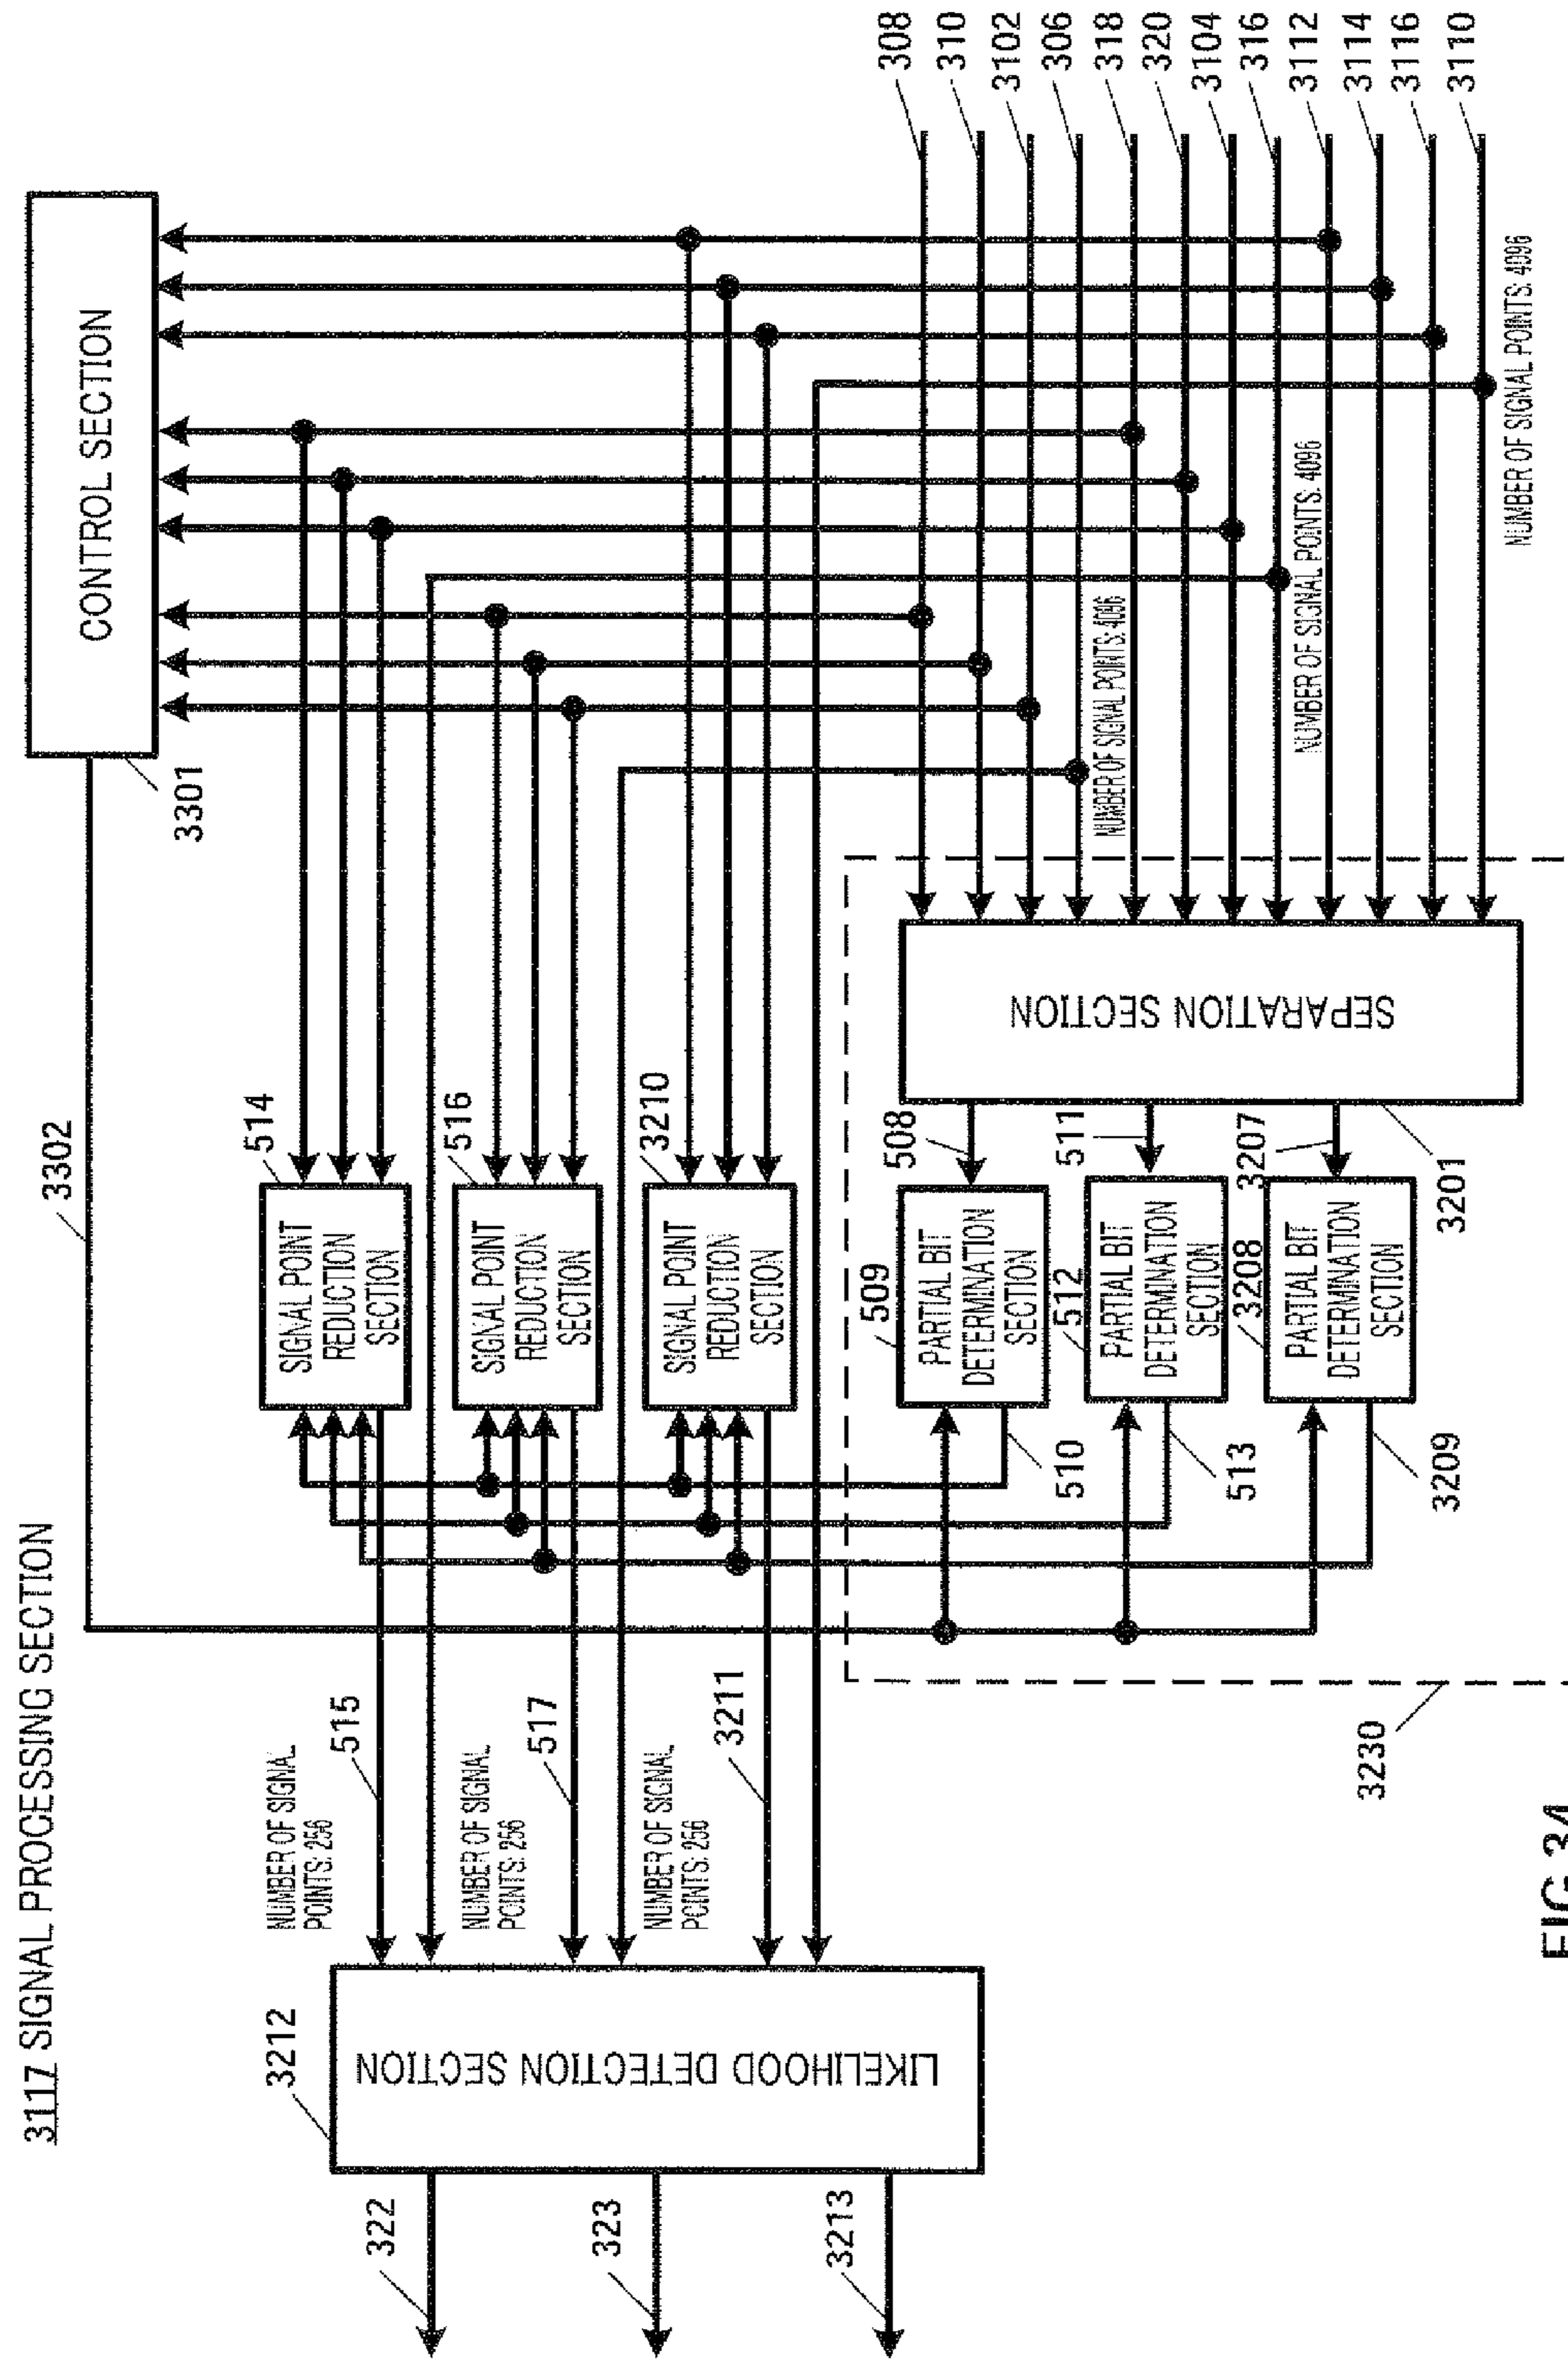 3117 SIGNAL PROCESSING SECTION
CONTROL SECTION
3301
3302
308
310
3102
306
318
320
3104
316
3112
3114
3116
3110
NUMBER OF SIGNAL POINTS: 4096
NUMBER OF SIGNAL POINTS: 4096
NUMBER OF SIGNAL POINTS: 4096
514
SIGNAL POINT
REDUCTION
SECTION
516
SIGNAL POINT
REDUCTION
SECTION
3210
SIGNAL POINT
REDUCTION
SECTION
SEPARATION SECTION
3201
508
511
3207
509
PARTIAL BIT
DETERMINATION
SECTION
512
PARTIAL BIT
DETERMINATION
SECTION
3208
PARTIAL BIT
DETERMINATION
SECTION
510
513
3209
3230
NUMBER OF SIGNAL
POINTS: 256
515
NUMBER OF SIGNAL
POINTS: 256
517
NUMBER OF SIGNAL
POINTS: 256
3211
3212
LIKELIHOOD DETECTION SECTION
322
323
3213
FIG.34